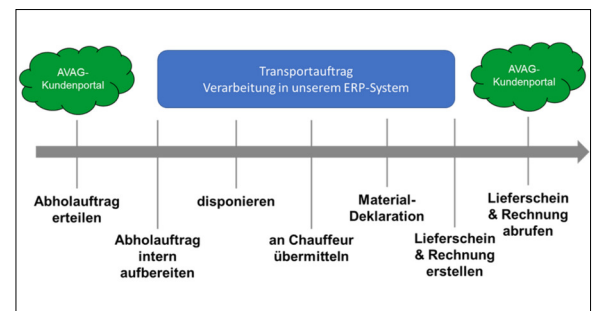 AVAG-
Kundenportal
Transportauftrag
Verarbeitung in unserem ERP-System
AVAG-
Kundenportal
Abholauftrag
erteilen
Abholauftrag
intern
aufbereiten
disponieren
an Chauffeur
übermitteln
Material-
Deklaration
Lieferschein
& Rechnung
erstellen
Lieferschein
& Rechnung
abrufen